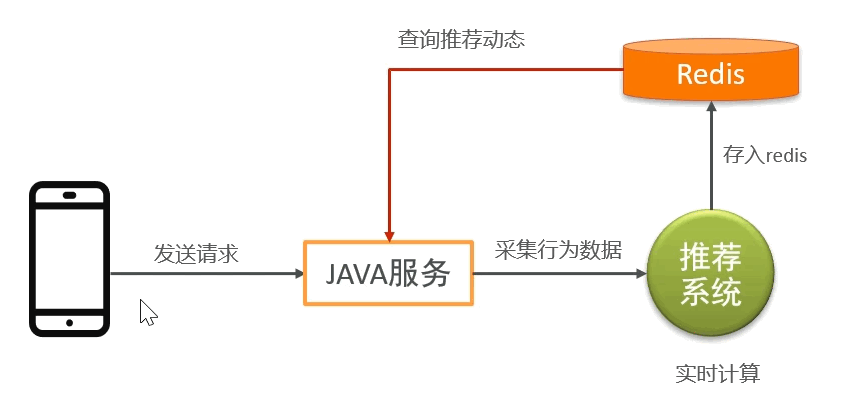 查询推荐动态
Redis
存入redis
发送请求
JAVA服务
采集行为数据
推荐
系统
实时计算